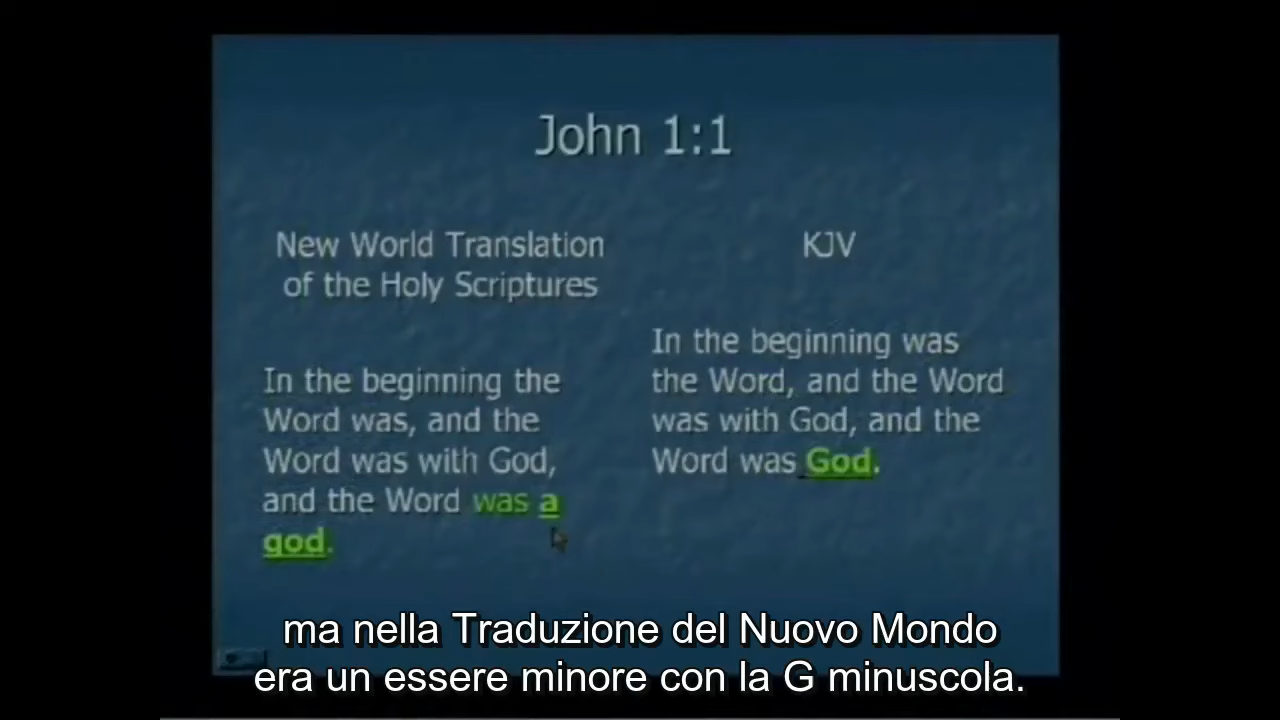 John 1:1
New World Translation
of the Holy Scriptures
In the beginning the
Word was, and the
Word was with God,
and the Word was a
god.
KJV
In the beginning was
the Word, and the Word
was with God, and the
Word was God.
ma nella Traduzione del Nuovo Mondo
era un essere minore con la G minuscola.